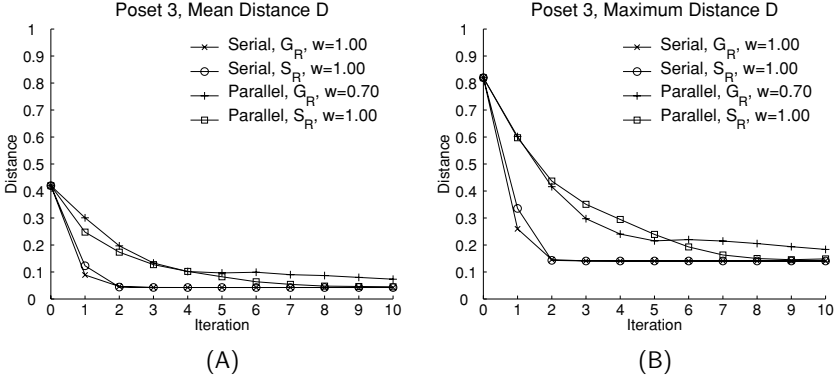 Poset 3, Mean Distance D
1
0.9
0.8
0.7
0.6
0.5
0.4
0.3
0.2
0.1
0
Distance
Serial, G_R, w=1.00
Serial, S_R, w=1.00
Parallel, G_R, w=0.70
Parallel, S_R, w=1.00
0 1 2 3 4 5 6 7 8 9 10
Iteration
(A)
Poset 3, Maximum Distance D
1
0.9
0.8
0.7
0.6
0.5
0.4
0.3
0.2
0.1
0
Distance
Serial, G_R, w=1.00
Serial, S_R, w=1.00
Parallel, G_R, w=0.70
Parallel, S_R, w=1.00
0 1 2 3 4 5 6 7 8 9 10
Iteration
(B)